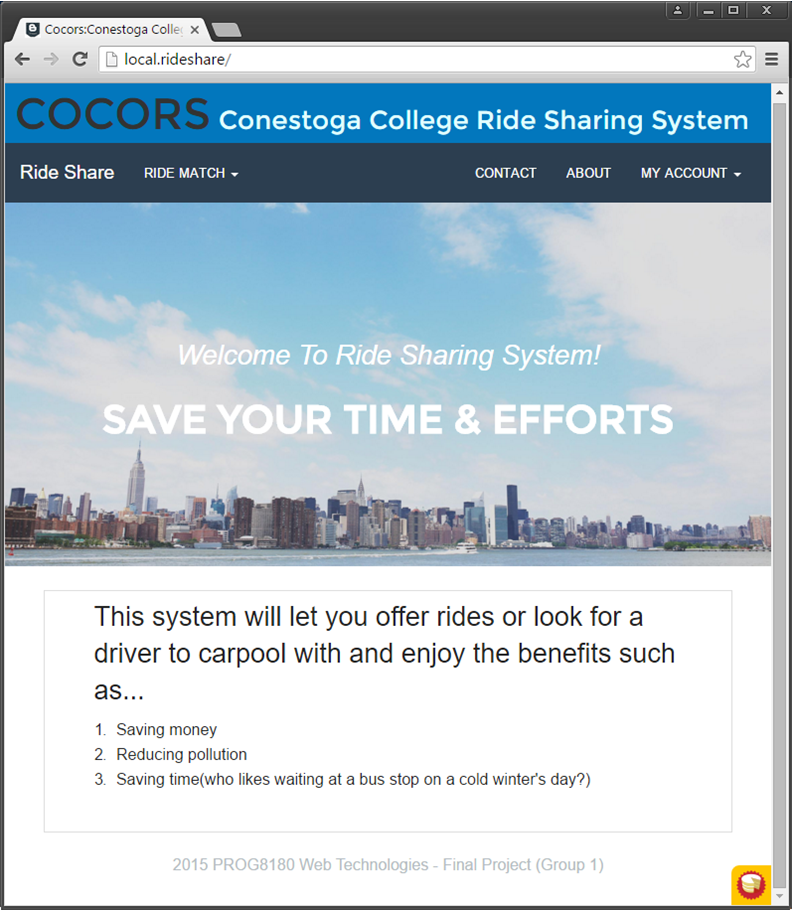 Cocors:Conestoga Colle
local.rideshare/
COCORS Conestoga College Ride Sharing System
Ride Share RIDE MATCH CONTACT ABOUT MY ACCOUNT
Welcome To Ride Sharing System!
SAVE YOUR TIME & EFFORTS
This system will let you offer rides or look for a
driver to carpool with and enjoy the benefits such
as...
1. Saving money
2. Reducing pollution
3. Saving time(who likes waiting at a bus stop on a cold winter's day?)
2015 PROG8180 Web Technologies - Final Project (Group 1)